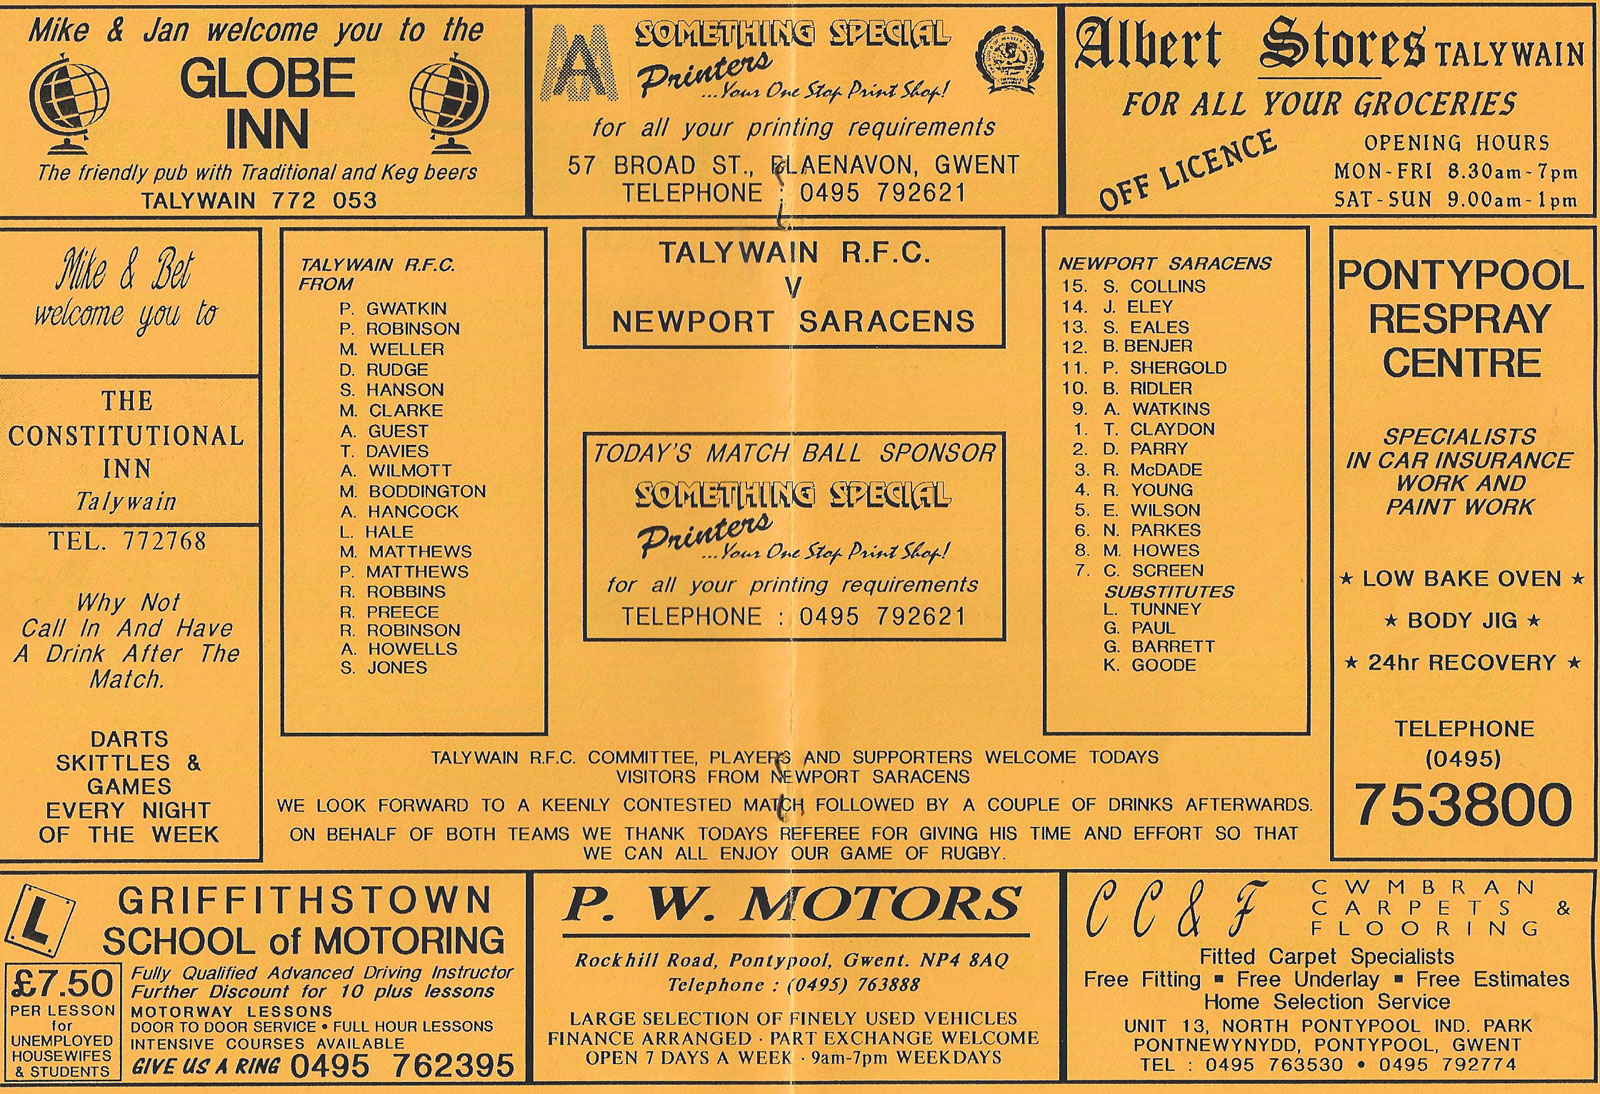 Mike & Jan welcome you to the
GLOBE
INN
The friendly pub with Traditional and Keg beers
TALYWAIN 772 053
SOMETHING SPECIAL
Printers
...Your One Stop Print Shop!
for all your printing requirements
57 BROAD ST., BLAENAVON, GWENT
TELEPHONE : 0495 792621
Albert Stores TALYWAIN
FOR ALL YOUR GROCERIES
OFF LICENCE
OPENING HOURS
MON-FRI 8.30am-7pm
SAT-SUN 9.00am-1pm
Mike & Bet
welcome you to
THE
CONSTITUTIONAL
INN
Talywain
TEL. 772768
Why Not
Call In And Have
A Drink After The
Match.
DARTS
SKITTLES &
GAMES
EVERY NIGHT
OF THE WEEK
TALYWAIN R.F.C.
FROM
P. GWATKIN
P. ROBINSON
M. WELLER
D. RUDGE
S. HANSON
M. CLARKE
A. GUEST
T. DAVIES
A. WILMOTT
M. BODDINGTON
A. HANCOCK
L. HALE
M. MATTHEWS
P. MATTHEWS
R. ROBBINS
R. PREECE
R. ROBINSON
A. HOWELLS
S. JONES
TALYWAIN R.F.C.
V
NEWPORT SARACENS
TODAY'S MATCH BALL SPONSOR
SOMETHING SPECIAL
Printers
...Your One Stop Print Shop!
for all your printing requirements
TELEPHONE : 0495 792621
NEWPORT SARACENS
15. S. COLLINS
14. J. ELEY
13. S. EALES
12. B. BENJER
11. P. SHERGOLD
10. B. RIDLER
9. A. WATKINS
1. T. CLAYDON
2. D. PARRY
3. R. McDADE
4. R. YOUNG
5. E. WILSON
6. N. PARKES
8. M. HOWES
7. C. SCREEN
SUBSTITUTES
L. TUNNEY
G. PAUL
G. BARRETT
K. GOODE
PONTYPOOL
RESPRAY
CENTRE
SPECIALISTS
IN CAR INSURANCE
WORK AND
PAINT WORK
★ LOW BAKE OVEN ★
★ BODY JIG ★
★ 24hr RECOVERY ★
TELEPHONE
(0495)
753800
TALYWAIN R.F.C. COMMITTEE, PLAYERS AND SUPPORTERS WELCOME TODAYS
VISITORS FROM NEWPORT SARACENS
WE LOOK FORWARD TO A KEENLY CONTESTED MATCH FOLLOWED BY A COUPLE OF DRINKS AFTERWARDS.
ON BEHALF OF BOTH TEAMS WE THANK TODAYS REFEREE FOR GIVING HIS TIME AND EFFORT SO THAT
WE CAN ALL ENJOY OUR GAME OF RUGBY.
L
GRIFFITHSTOWN
SCHOOL of MOTORING
£7.50
PER LESSON
for
UNEMPLOYED
HOUSEWIFES
& STUDENTS
Fully Qualified Advanced Driving Instructor
Further Discount for 10 plus lessons
MOTORWAY LESSONS
DOOR TO DOOR SERVICE • FULL HOUR LESSONS
INTENSIVE COURSES AVAILABLE
GIVE US A RING 0495 762395
P. W. MOTORS
Rockhill Road, Pontypool, Gwent. NP4 8AQ
Telephone : (0495) 763888
LARGE SELECTION OF FINELY USED VEHICLES
FINANCE ARRANGED · PART EXCHANGE WELCOME
OPEN 7 DAYS A WEEK · 9am-7pm WEEKDAYS
CC & F
CWMBRAN
CARPETS &
FLOORING
Fitted Carpet Specialists
Free Fitting ▪ Free Underlay ▪ Free Estimates
Home Selection Service
UNIT 13, NORTH PONTYPOOL IND. PARK
PONTNEWYNYDD, PONTYPOOL, GWENT
TEL : 0495 763530 • 0495 792774